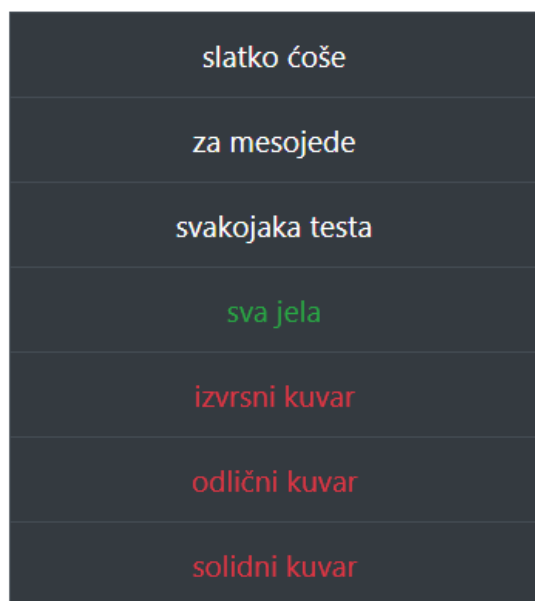 slatko ćoše
za mesojede
svakojaka testa
sva jela
izvrsni kuvar
odlični kuvar
solidni kuvar